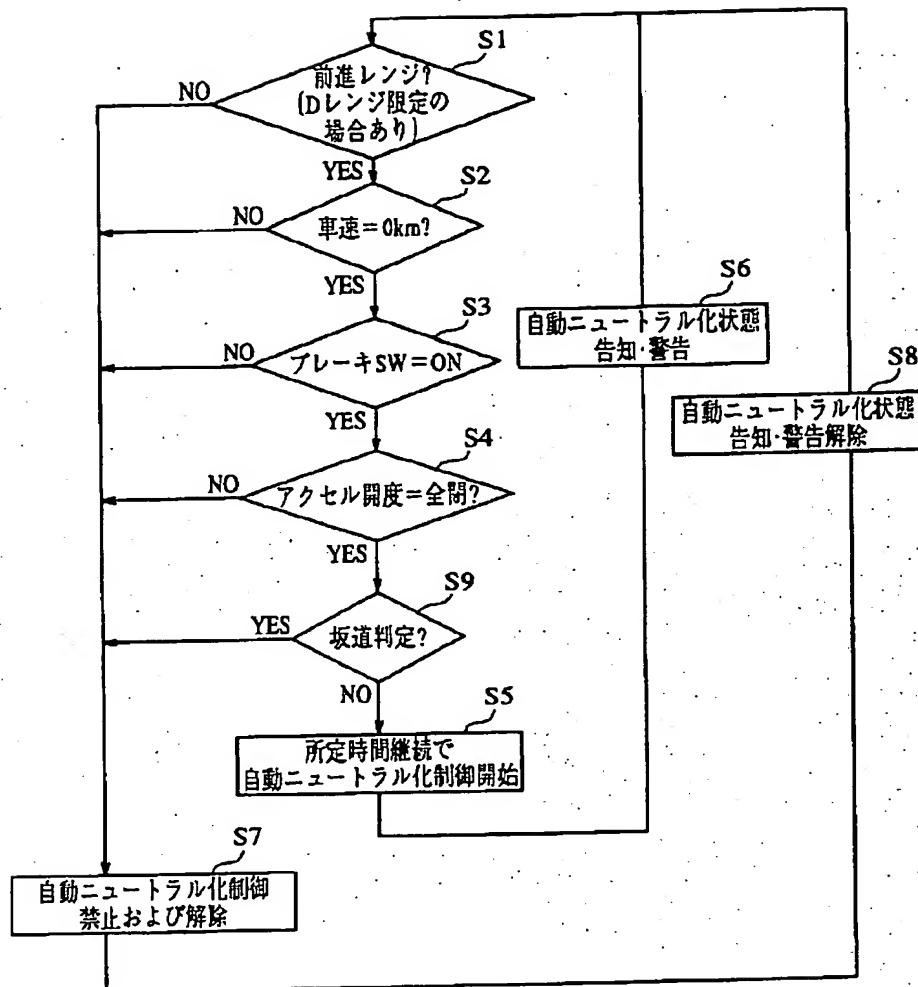 S1
前進レンジ?
(Dレンジ限定の
場合あり)
NO
YES
S2
車速=0km?
NO
YES
S3
ブレーキSW=ON
NO
YES
S4
アクセル開度=全閉?
NO
YES
S9
坂道判定?
YES
NO
S5
所定時間継続で
自動ニュートラル化制御開始
S6
自動ニュートラル化状態
告知·警告
S8
自動ニュートラル化状態
告知·警告解除
S7
自動ニュートラル化制御
禁止および解除